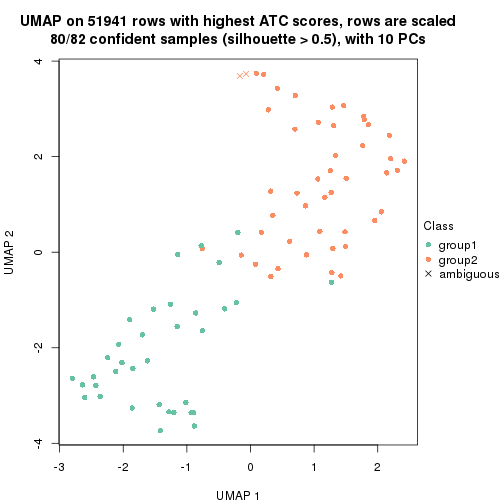 UMAP on 51941 rows with highest ATC scores, rows are scaled
80/82 confident samples (silhouette > 0.5), with 10 PCs
4
2
0
-2
-4
UMAP 2
-3
-2
-1
0
1
2
UMAP 1
Class
group1
group2
ambiguous